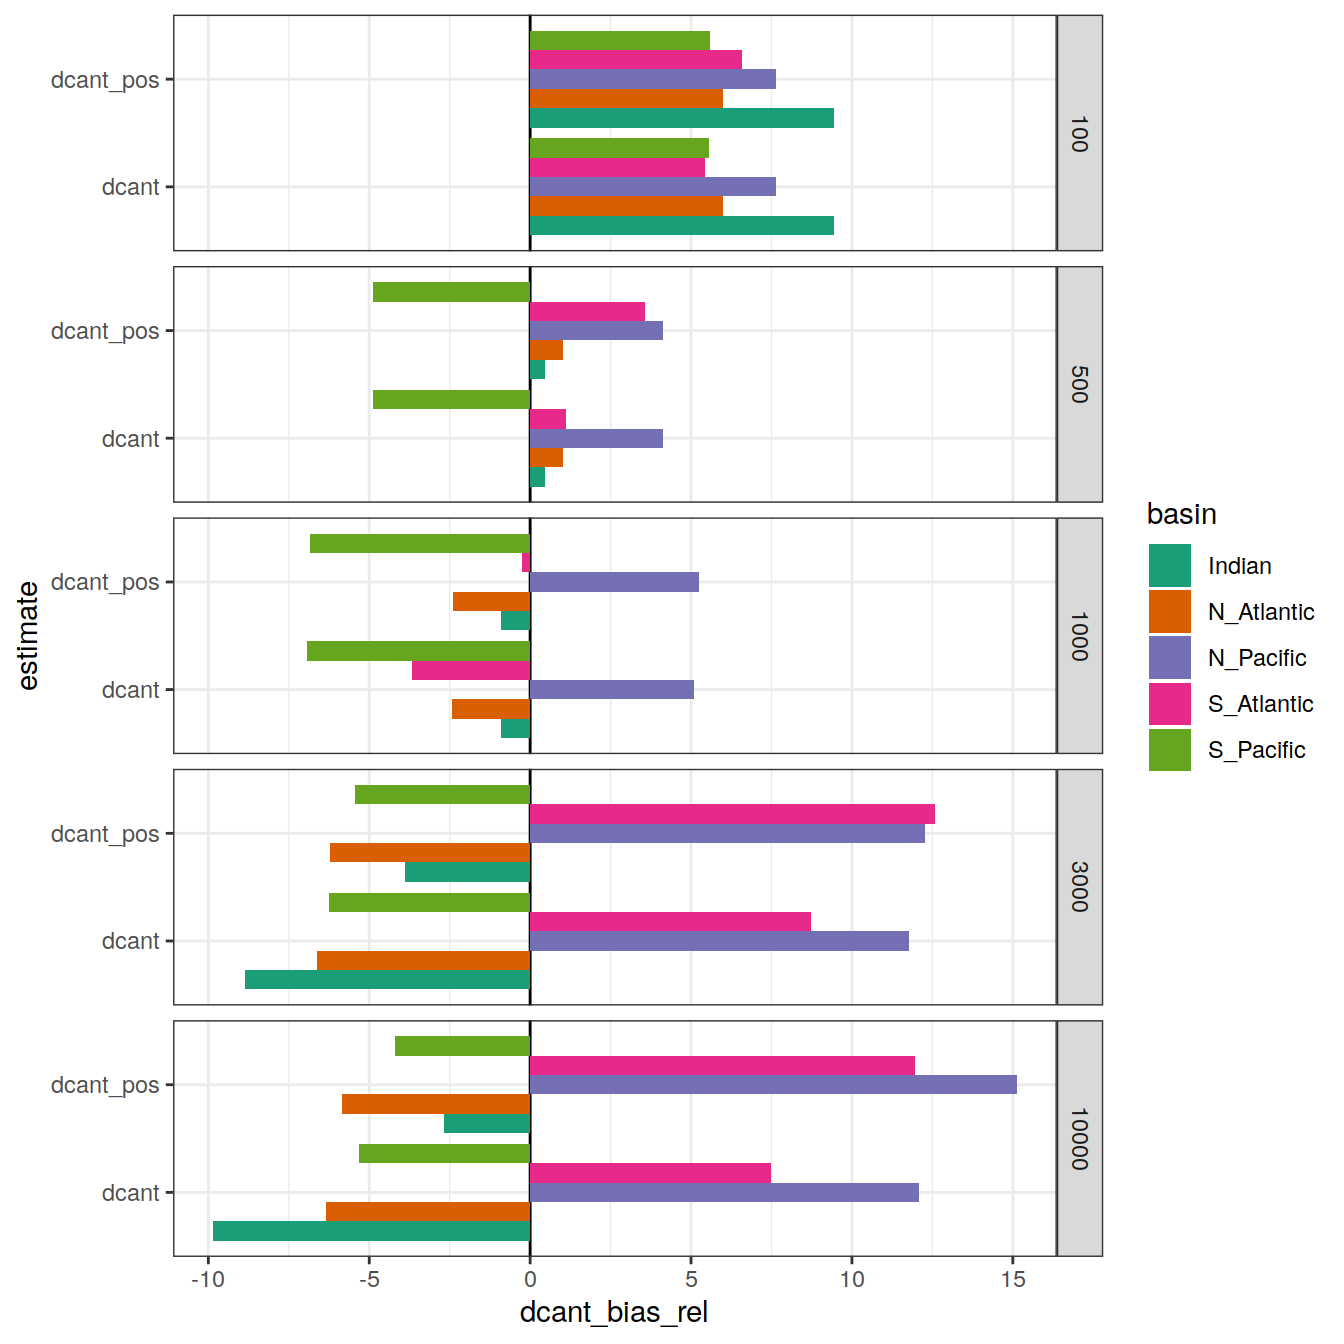 dcant_pos
dcant
100
dcant_pos
dcant
500
dcant_pos
dcant
1000
dcant_pos
dcant
3000
dcant_pos
dcant
10000
estimate
-10
-5
0
5
10
15
dcant_bias_rel
basin
Indian
N_Atlantic
N_Pacific
S_Atlantic
S_Pacific